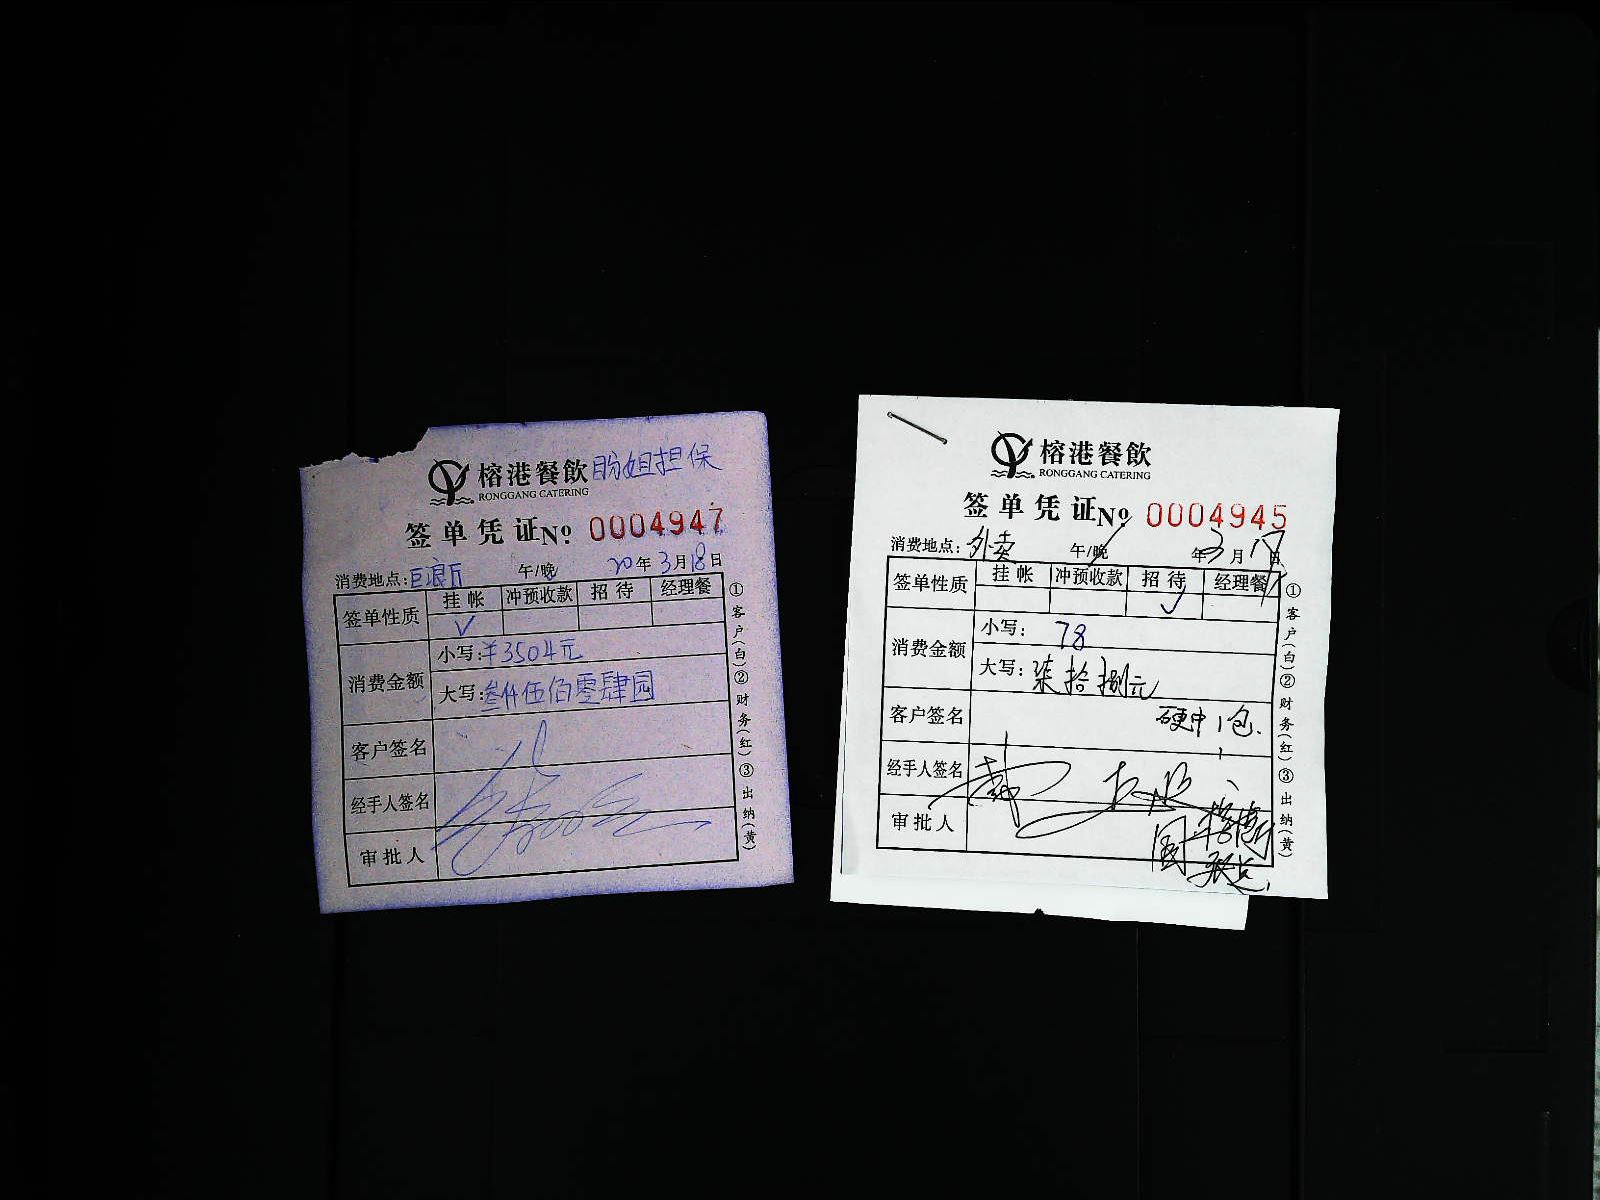 榕港餐飲 盼姐担保
RONGGANG CATERING
签单凭证 No: 0004947
消费地点: 巨浪厅 午/晚 20年3月18日
签单性质 挂帐 冲预收款 招待 经理餐
✓
消费金额 小写: ¥3504元
大写: 叁仟伍佰零肆园
客户签名
经手人签名
审批人
①客户(白)②财务(红)③出纳(黄)
榕港餐飲
RONGGANG CATERING
签单凭证 No: 0004945
消费地点: 外卖 午/晚 年3月17日
签单性质 挂帐 冲预收款 招待 经理餐
✓
消费金额 小写: 78
大写: 柒拾捌元
客户签名 硬中1包.
经手人签名
审批人
①客户(白)②财务(红)③出纳(黄)